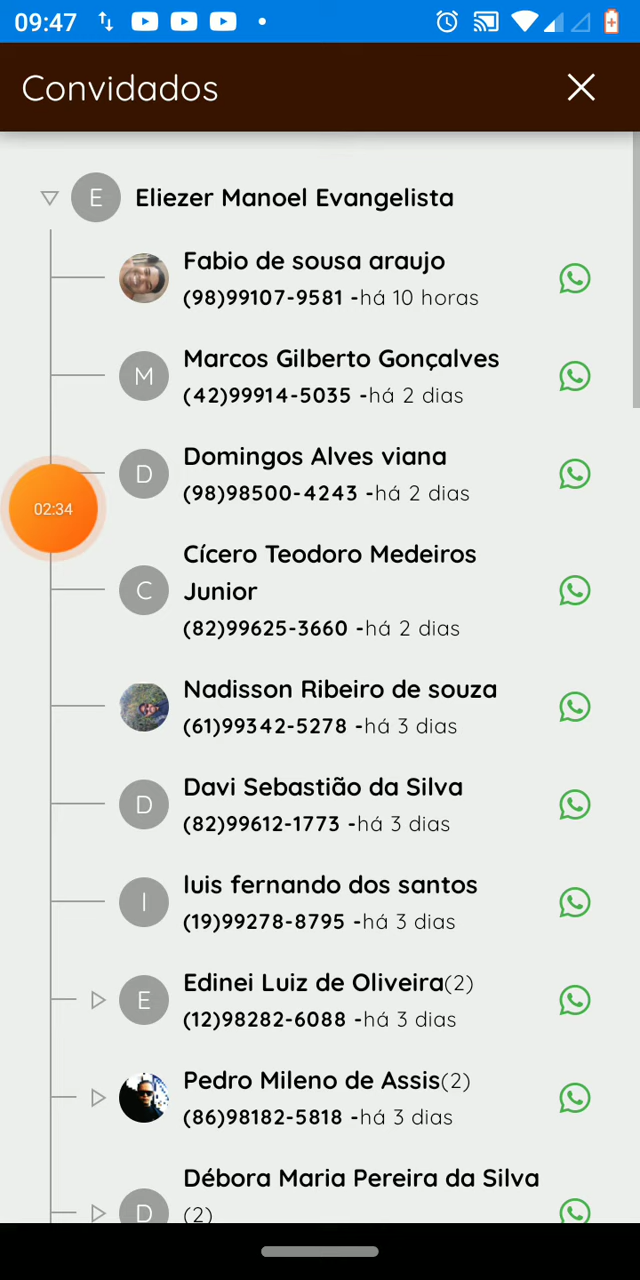 09:47
Convidados
E Eliezer Manoel Evangelista
Fabio de sousa araujo
(98)99107-9581 -há 10 horas
M
Marcos Gilberto Gonçalves
(42)99914-5035 -há 2 dias
D
Domingos Alves viana
(98)98500-4243 -há 2 dias
02:34
C
Cícero Teodoro Medeiros
Junior
(82)99625-3660 -há 2 dias
Nadisson Ribeiro de souza
(61)99342-5278 -há 3 dias
D
Davi Sebastião da Silva
(82)99612-1773 -há 3 dias
l
luis fernando dos santos
(19)99278-8795 -há 3 dias
E
Edinei Luiz de Oliveira(2)
(12)98282-6088 -há 3 dias
Pedro Mileno de Assis(2)
(86)98182-5818 -há 3 dias
D
Débora Maria Pereira da Silva
(2)